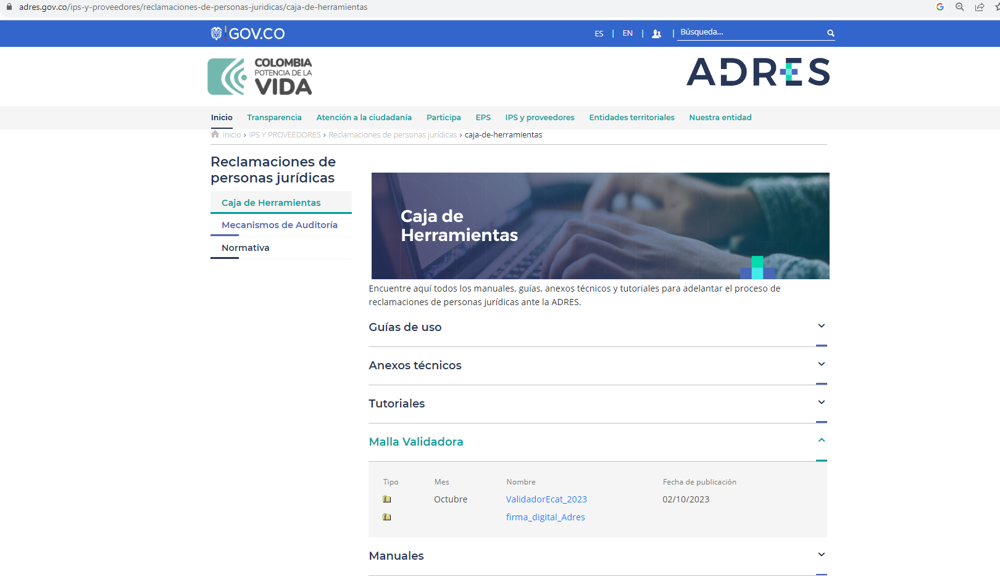 adres.gov.co/ips-y-proveedores/reclamaciones-de-personas-juridicas/caja-de-herramientas
GOV.CO
ES | EN | | Búsqueda...
COLOMBIA
POTENCIA DE LA
VIDA
ADRES
Inicio Transparencia Atención a la ciudadanía Participa EPS IPS y proveedores Entidades territoriales Nuestra entidad
Inicio › IPS Y PROVEEDORES › Reclamaciones de personas jurídicas › caja-de-herramientas
Reclamaciones de
personas jurídicas
Caja de Herramientas
Mecanismos de Auditoría
Normativa
Caja de
Herramientas
Encuentre aquí todos los manuales, guías, anexos técnicos y tutoriales para adelantar el proceso de
reclamaciones de personas jurídicas ante la ADRES.
Guías de uso
Anexos técnicos
Tutoriales
Malla Validadora
Tipo Mes Nombre Fecha de publicación
Octubre ValidadorEcat_2023 02/10/2023
firma_digital_Adres
Manuales